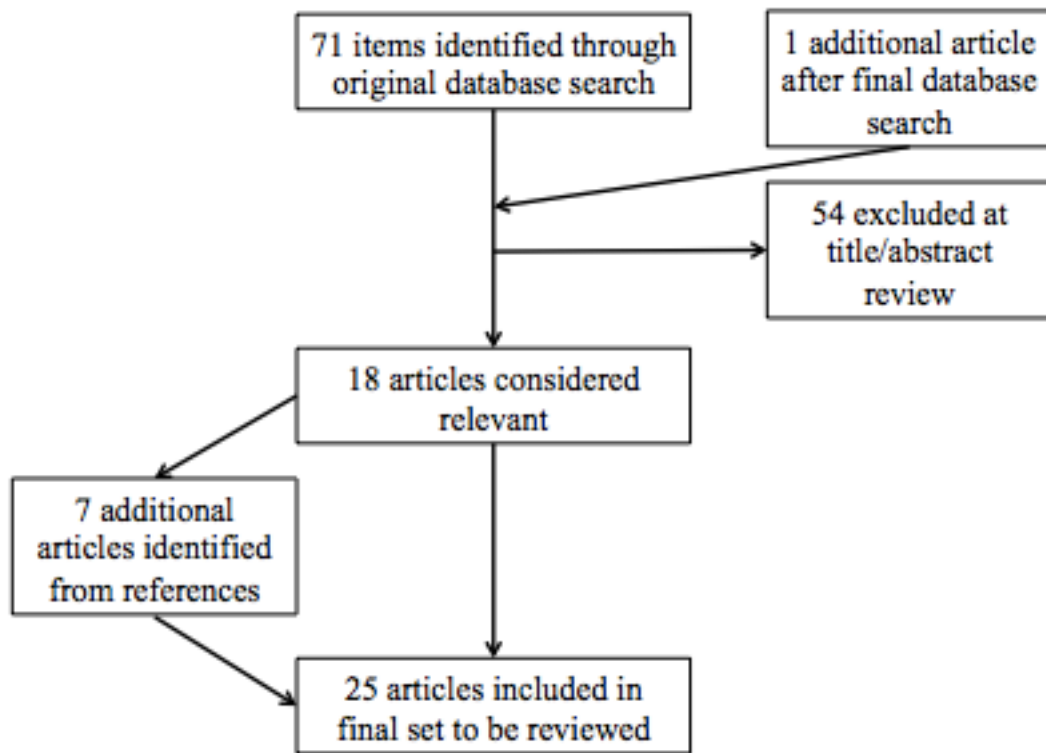 71 items identified through
original database search
1 additional article
after final database
search
54 excluded at
title/abstract
review
18 articles considered
relevant
7 additional
articles identified
from references
25 articles included in
final set to be reviewed